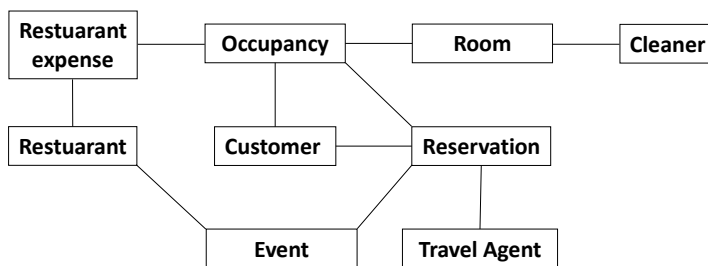 Restuarant
expense
Occupancy
Room
Cleaner
Restuarant
Customer
Reservation
Event
Travel Agent